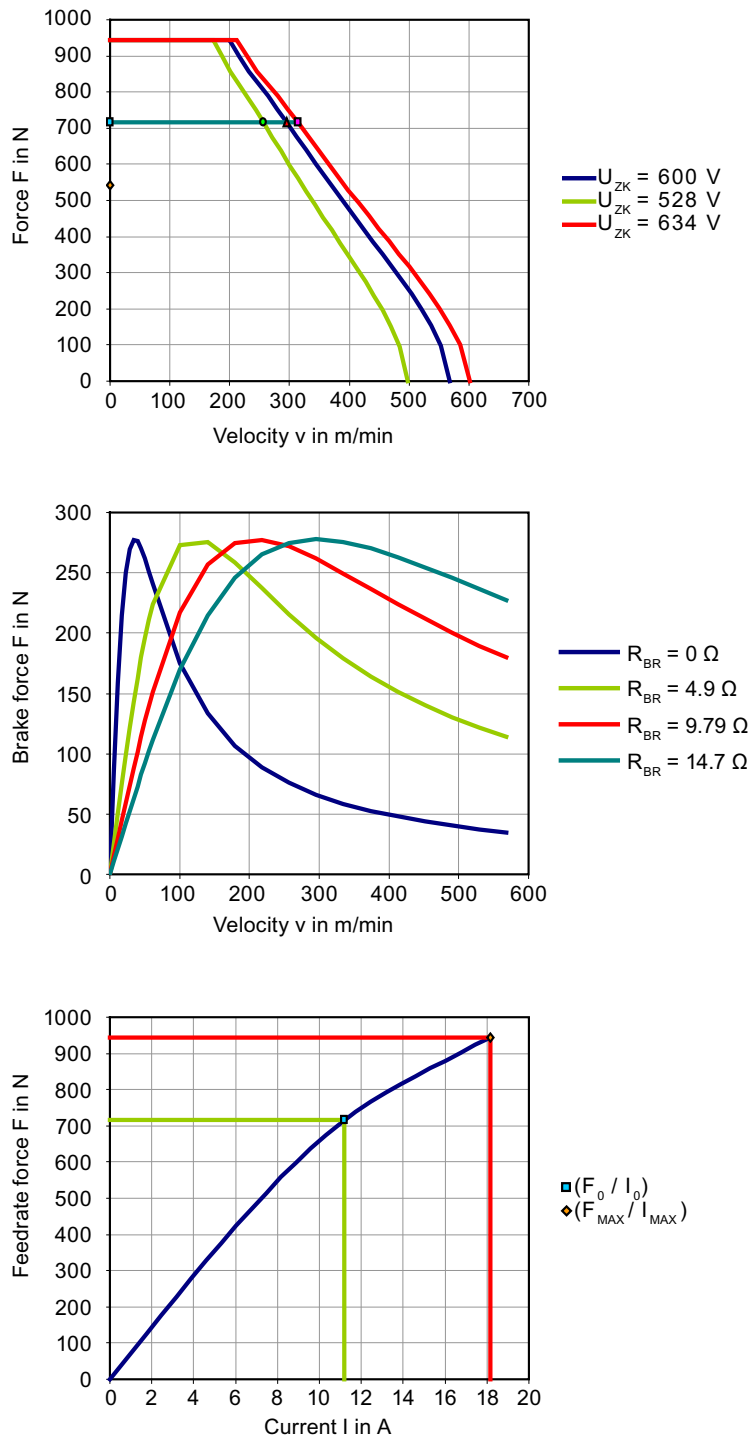 1000
900
800
700
600
500
400
300
200
100
0
Force F in N
0 100 200 300 400 500 600 700
Velocity v in m/min
U_ZK = 600 V
U_ZK = 528 V
U_ZK = 634 V
300
250
200
150
100
50
0
Brake force F in N
0 100 200 300 400 500 600
Velocity v in m/min
R_BR = 0 Ω
R_BR = 4.9 Ω
R_BR = 9.79 Ω
R_BR = 14.7 Ω
1000
900
800
700
600
500
400
300
200
100
0
Feedrate force F in N
0 2 4 6 8 10 12 14 16 18 20
Current I in A
(F_0 / I_0)
(F_MAX / I_MAX)